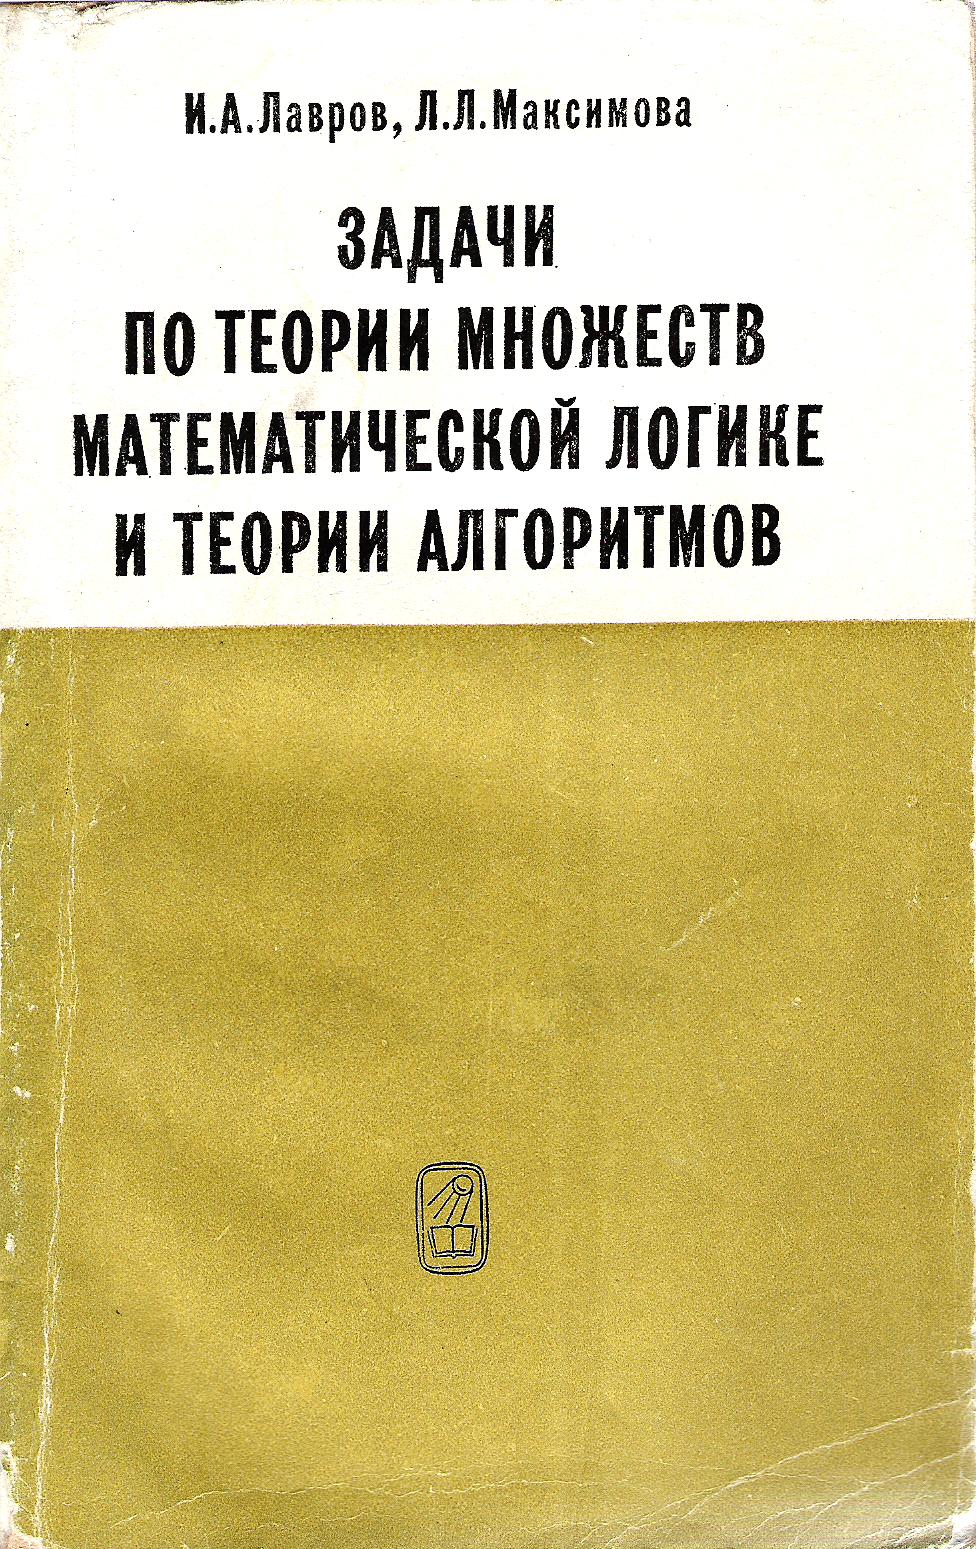 И.А.Лавров, Л.Л.Максимова
ЗАДАЧИ
ПО ТЕОРИИ МНОЖЕСТВ
МАТЕМАТИЧЕСКОЙ ЛОГИКЕ
И ТЕОРИИ АЛГОРИТМОВ